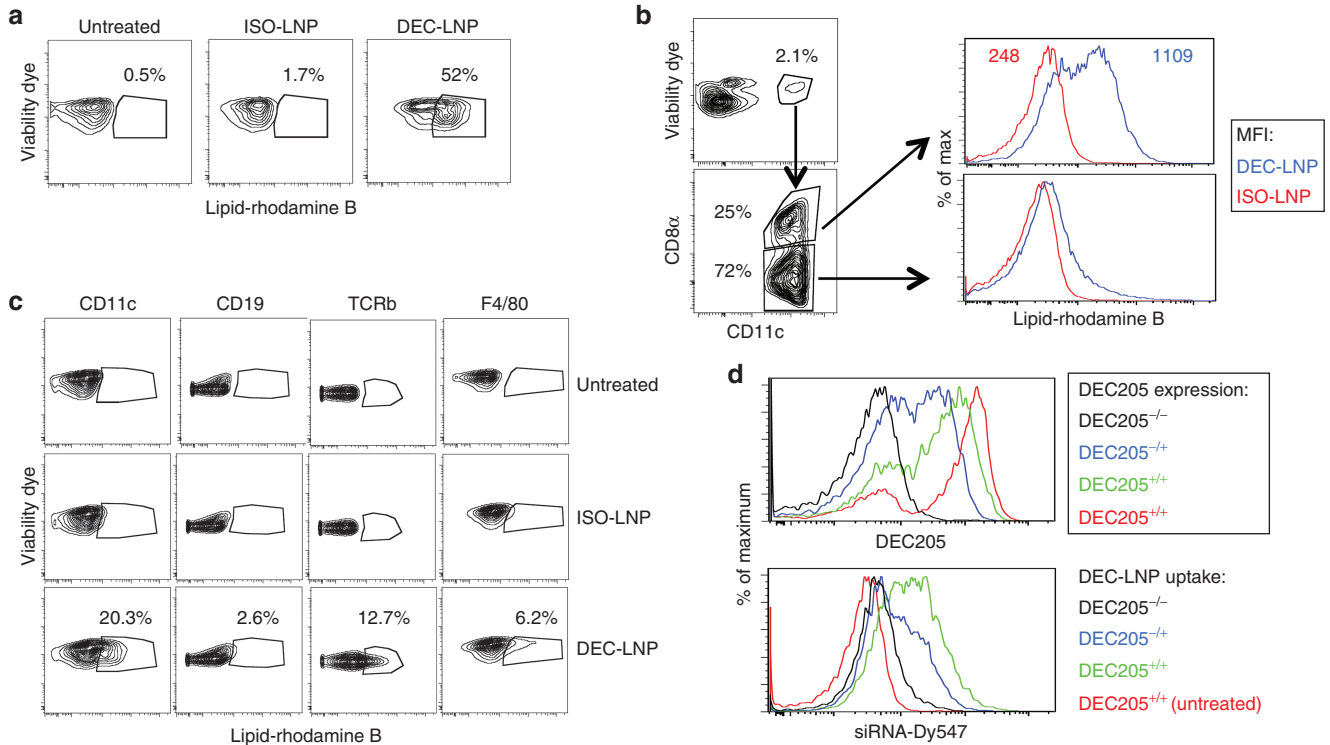 a
Untreated
ISO-LNP
DEC-LNP
Viability dye
0.5%
1.7%
52%
Lipid-rhodamine B
b
Viability dye
2.1%
CD8α
25%
72%
CD11c
% of max
248
1109
Lipid-rhodamine B
MFI:
DEC-LNP
ISO-LNP
c
CD11c
CD19
TCRb
F4/80
Untreated
Viability dye
ISO-LNP
20.3%
2.6%
12.7%
6.2%
DEC-LNP
Lipid-rhodamine B
d
% of maximum
DEC205
DEC205 expression:
DEC205−/−
DEC205−/+
DEC205+/+
DEC205+/+
siRNA-Dy547
DEC-LNP uptake:
DEC205−/−
DEC205−/+
DEC205+/+
DEC205+/+ (untreated)